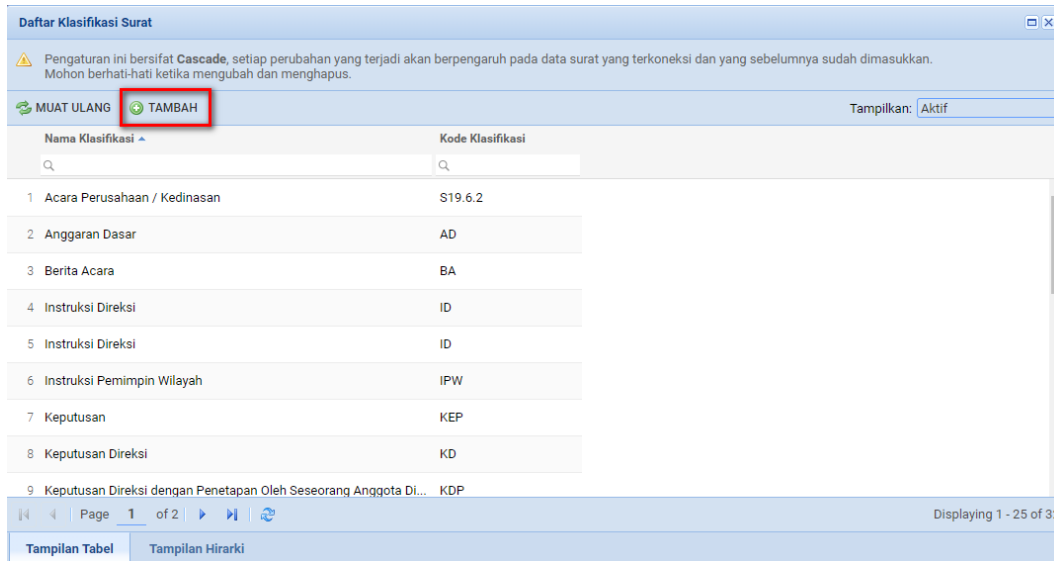 Daftar Klasifikasi Surat
Pengaturan ini bersifat Cascade, setiap perubahan yang terjadi akan berpengaruh pada data surat yang terkoneksi dan yang sebelumnya sudah dimasukkan.
Mohon berhati-hati ketika mengubah dan menghapus.
MUAT ULANG TAMBAH Tampilkan: Aktif
Nama Klasifikasi Kode Klasifikasi
1 Acara Perusahaan / Kedinasan S19.6.2
2 Anggaran Dasar AD
3 Berita Acara BA
4 Instruksi Direksi ID
5 Instruksi Direksi ID
6 Instruksi Pemimpin Wilayah IPW
7 Keputusan KEP
8 Keputusan Direksi KD
9 Keputusan Direksi dengan Penetapan Oleh Seseorang Anggota Di... KDP
Page 1 of 2 Displaying 1 - 25 of
Tampilan Tabel Tampilan Hirarki